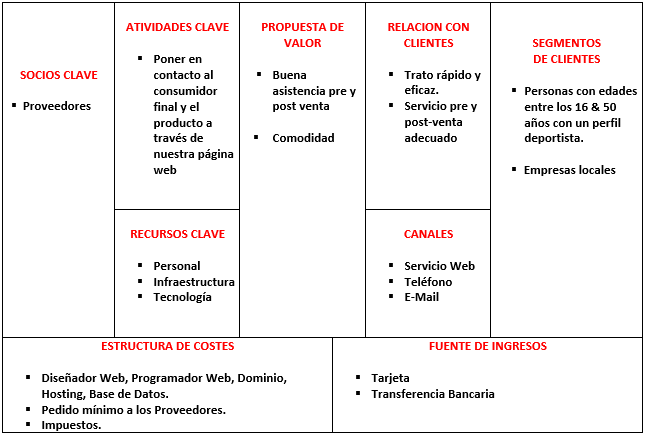 SOCIOS CLAVE
▪ Proveedores
ATIVIDADES CLAVE
▪ Poner en
contacto al
consumidor
final y el
producto a
través de
nuestra página
web
RECURSOS CLAVE
▪ Personal
▪ Infraestructura
▪ Tecnología
PROPUESTA DE
VALOR
▪ Buena
asistencia pre y
post venta
▪ Comodidad
RELACION CON
CLIENTES
▪ Trato rápido y
eficaz.
▪ Servicio pre y
post-venta
adecuado
CANALES
▪ Servicio Web
▪ Teléfono
▪ E-Mail
SEGMENTOS
DE CLIENTES
▪ Personas con edades
entre los 16 & 50
años con un perfil
deportista.
▪ Empresas locales
ESTRUCTURA DE COSTES
▪ Diseñador Web, Programador Web, Dominio,
Hosting, Base de Datos.
▪ Pedido mínimo a los Proveedores.
▪ Impuestos.
FUENTE DE INGRESOS
▪ Tarjeta
▪ Transferencia Bancaria